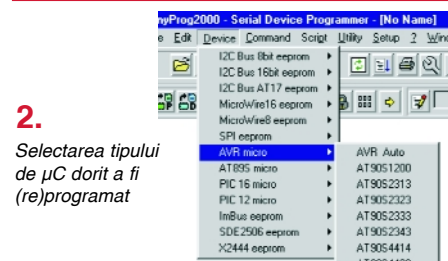 nyProg2000 - Serial Device Programmer - [No Name]
e Edit Device Command Script Utility Setup ? Wind
I2C Bus 8bit eeprom
I2C Bus 16bit eeprom
I2C Bus AT17 eeprom
MicroWire16 eeprom
MicroWire8 eeprom
SPI eeprom
AVR micro
AT89S micro
PIC 16 micro
PIC 12 micro
ImBus eeprom
SDE2506 eeprom
X2444 eeprom
AVR Auto
AT90S1200
AT90S2313
AT90S2323
AT90S2333
AT90S2343
AT90S4414
2.
Selectarea tipului
de µC dorit a fi
(re)programat